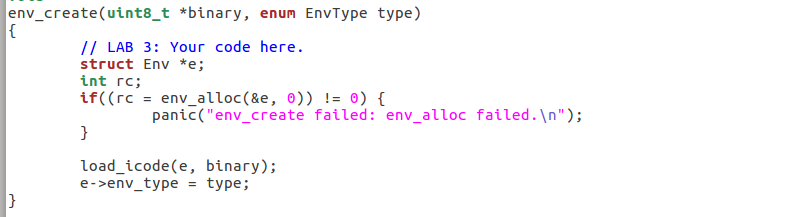 env_create(uint8_t *binary, enum EnvType type)
{
        // LAB 3: Your code here.
        struct Env *e;
        int rc;
        if((rc = env_alloc(&e, 0)) != 0) {
                panic("env_create failed: env_alloc failed.\n");
        }

        load_icode(e, binary);
        e->env_type = type;
}